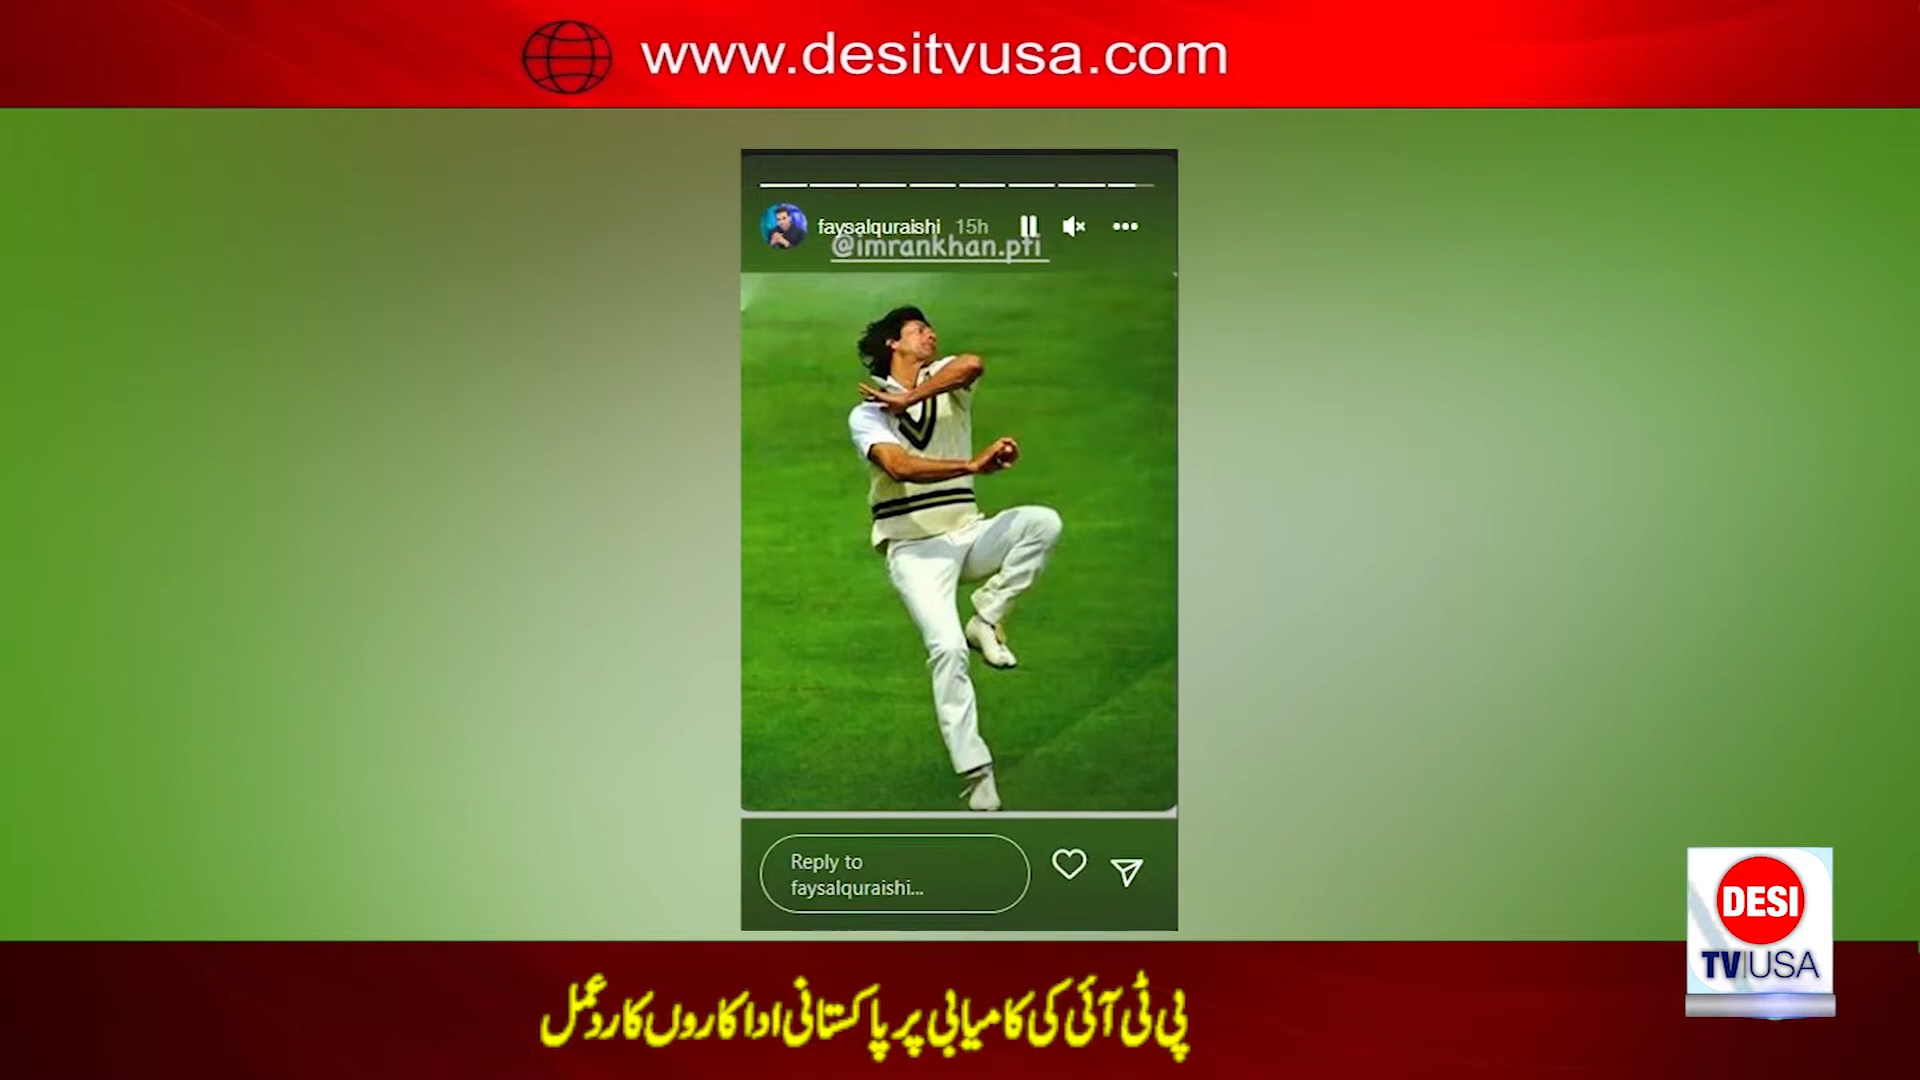 www.desitvusa.com
faysalquraishi 15h
@imrankhan.pti
Reply to
faysalquraishi...
DESI
TV USA
پی ٹی آئی کی کامیابی پر پاکستانی اداکاروں کا ردعمل